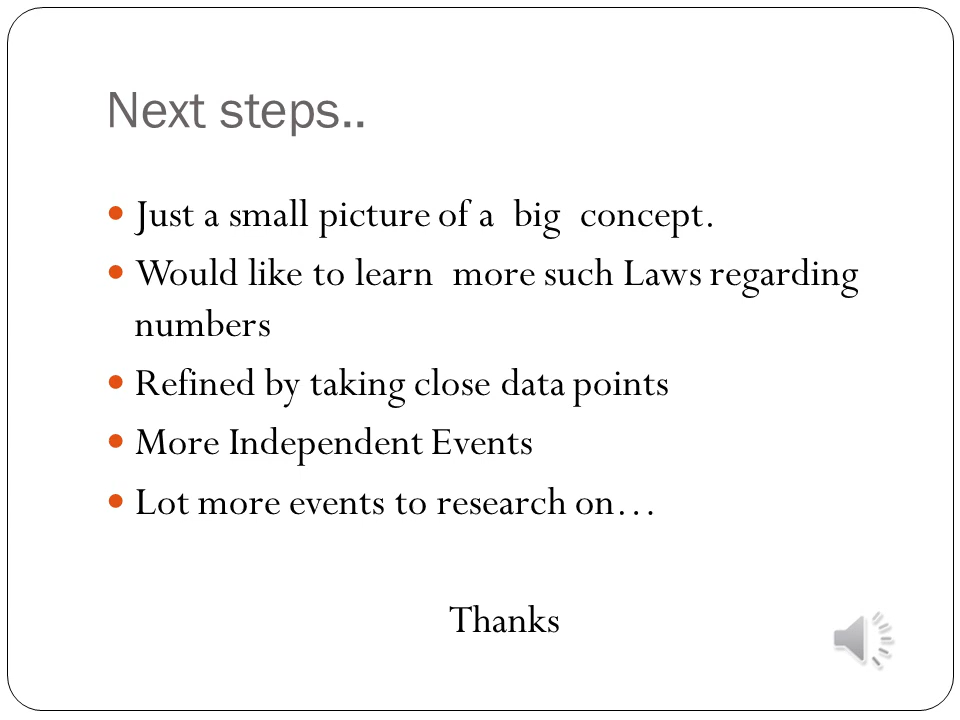 Next steps..
Just a small picture of a big concept.
Would like to learn more such Laws regarding
numbers
Refined by taking close data points
More Independent Events
Lot more events to research on…
Thanks